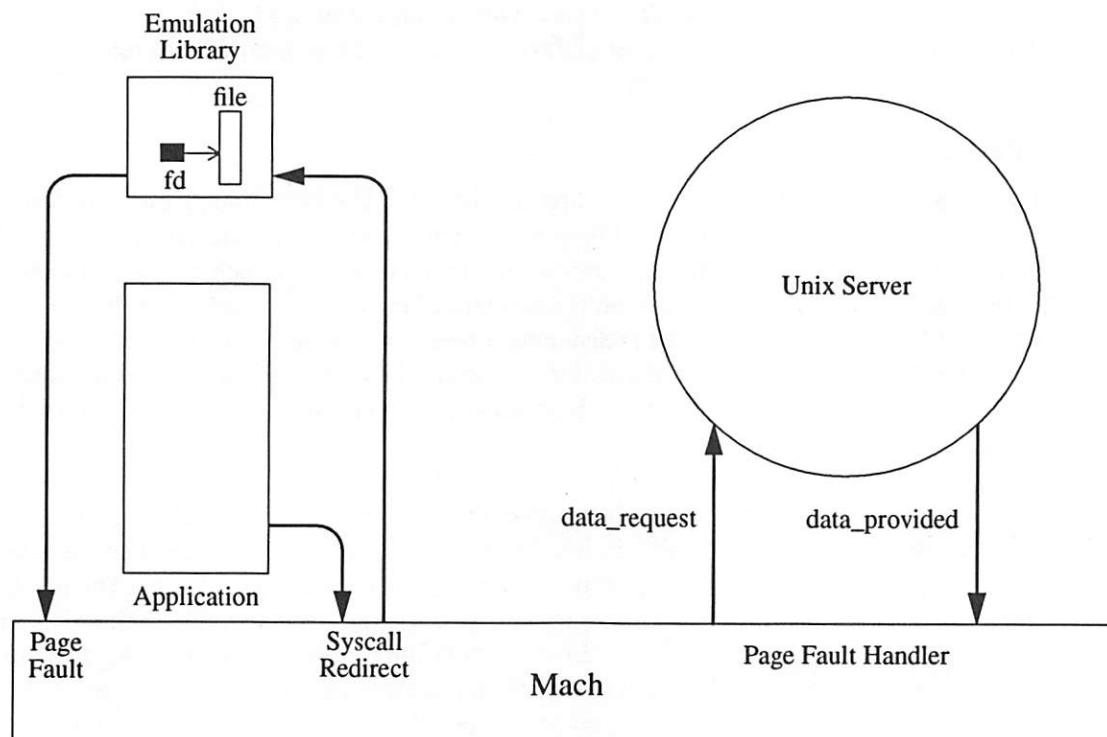 Emulation
Library
file
fd
Unix Server
data_request
data_provided
Application
Page
Fault
Syscall
Redirect
Page Fault Handler
Mach